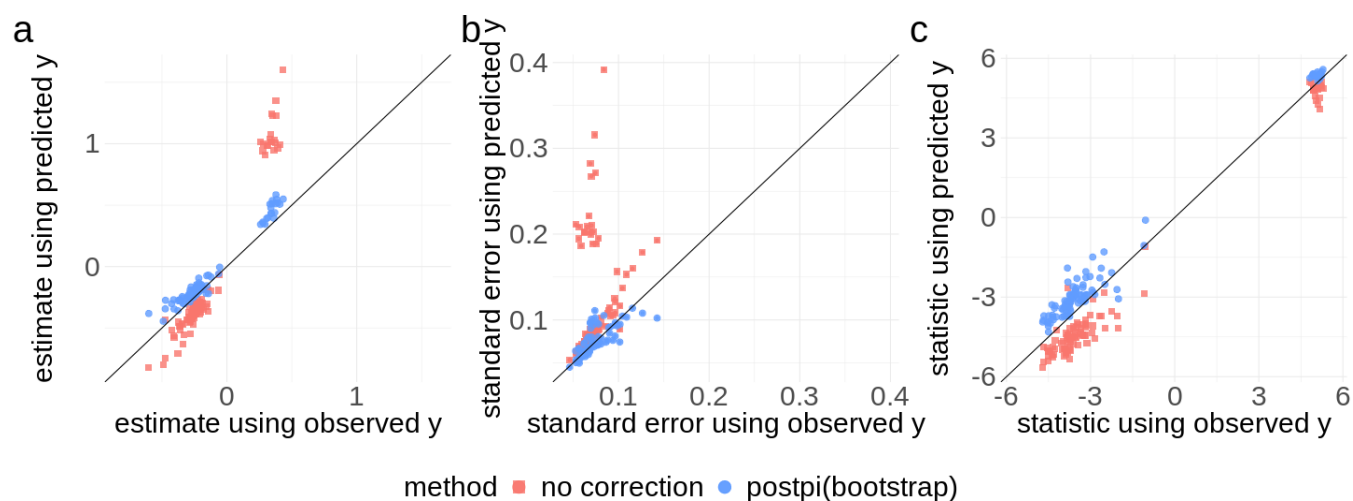 a
estimate using predicted y
1
0
0
1
estimate using observed y
b
standard error using predicted y
0.4
0.3
0.2
0.1
0.1
0.2
0.3
0.4
standard error using observed y
c
statistic using predicted y
6
3
0
-3
-6
-6
-3
0
3
6
statistic using observed y
method no correction postpi(bootstrap)